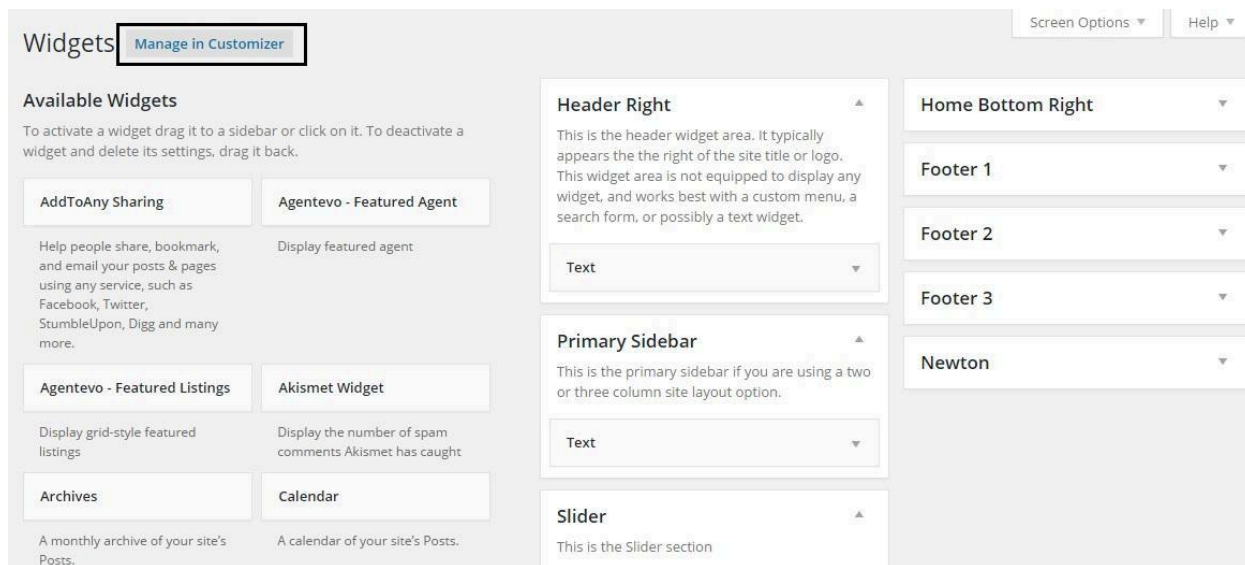 Widgets Manage in Customizer
Screen Options Help
Available Widgets
To activate a widget drag it to a sidebar or click on it. To deactivate a
widget and delete its settings, drag it back.
AddToAny Sharing
Help people share, bookmark,
and email your posts & pages
using any service, such as
Facebook, Twitter,
StumbleUpon, Digg and many
more.
Agentevo - Featured Agent
Display featured agent
Agentevo - Featured Listings
Display grid-style featured
listings
Akismet Widget
Display the number of spam
comments Akismet has caught
Archives
A monthly archive of your site's
Posts.
Calendar
A calendar of your site's Posts.
Header Right
This is the header widget area. It typically
appears the the right of the site title or logo.
This widget area is not equipped to display any
widget, and works best with a custom menu, a
search form, or possibly a text widget.
Text
Primary Sidebar
This is the primary sidebar if you are using a two
or three column site layout option.
Text
Slider
This is the Slider section
Home Bottom Right
Footer 1
Footer 2
Footer 3
Newton